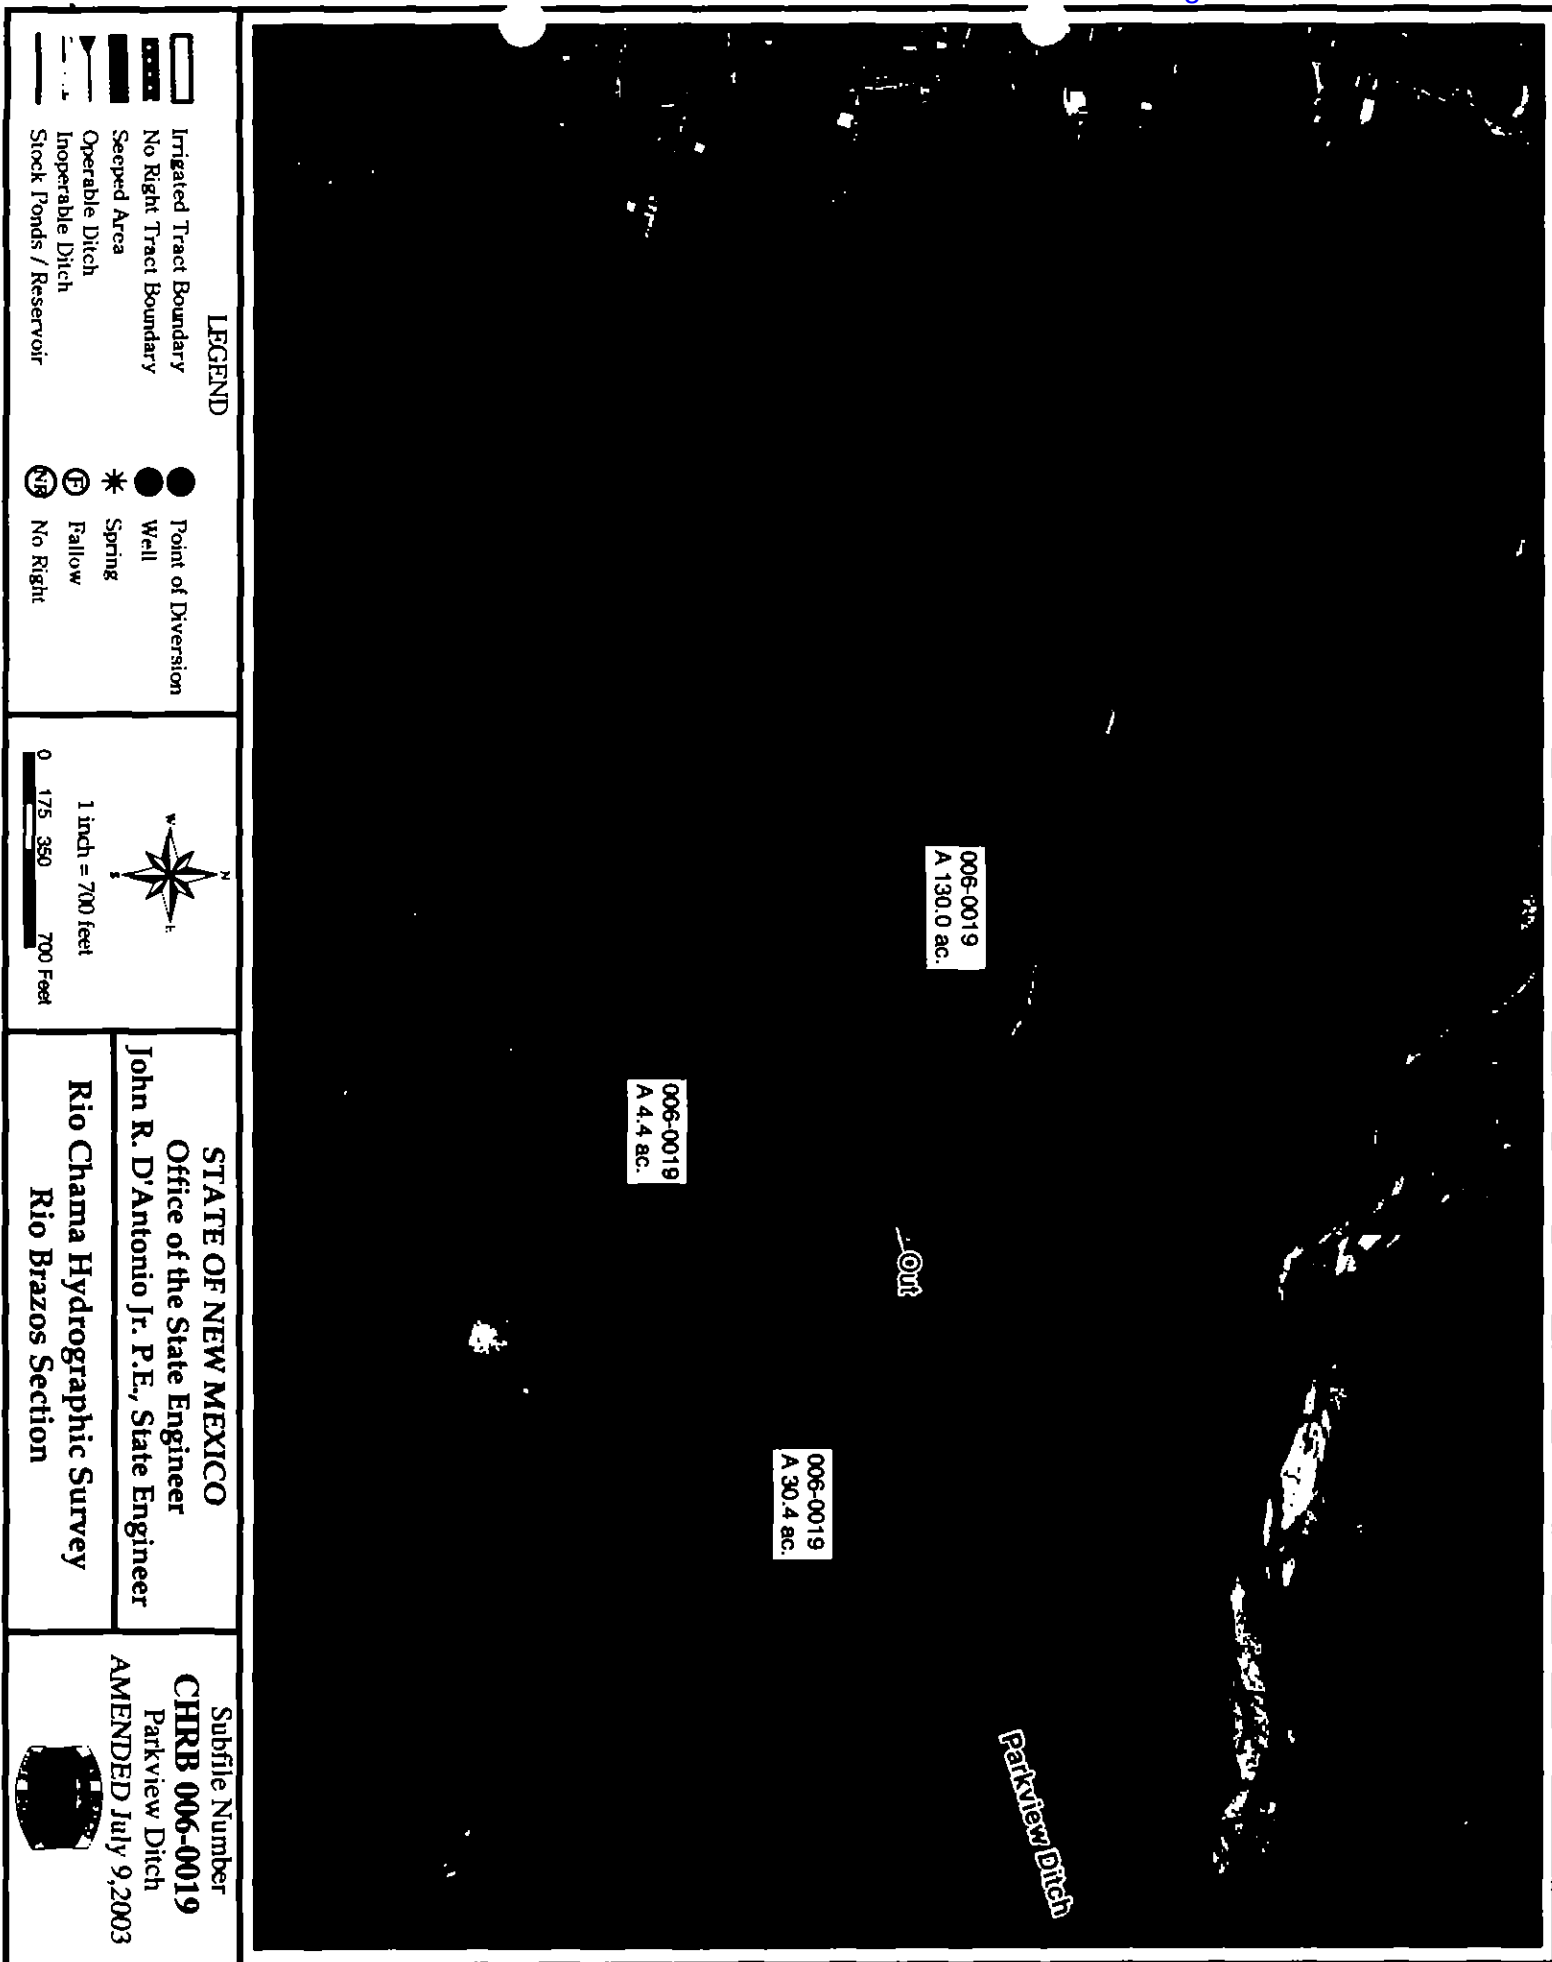 006-0019
A 130.0 ac.
006-0019
A 4.4 ac.
Out
006-0019
A 30.4 ac.
Parkview Ditch
LEGEND
Irrigated Tract Boundary
No Right Tract Boundary
Seeped Area
Operable Ditch
Inoperable Ditch
Stock Ponds / Reservoir
Point of Diversion
Well
Spring
F Fallow
NR No Right
N
W
E
S
1 inch = 700 feet
0 175 350 700 Feet
STATE OF NEW MEXICO
Office of the State Engineer
John R. D'Antonio Jr. P.E., State Engineer
Rio Chama Hydrographic Survey
Rio Brazos Section
Subfile Number
CHRB 006-0019
Parkview Ditch
AMENDED July 9,2003